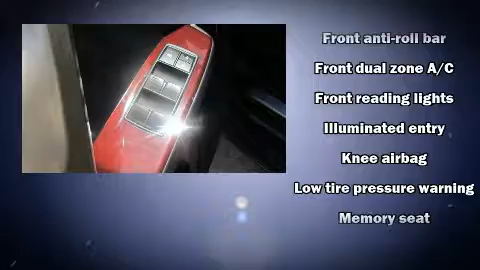 Front anti-roll bar
Front dual zone A/C
Front reading lights
Illuminated entry
Knee airbag
Low tire pressure warning
Memory seat